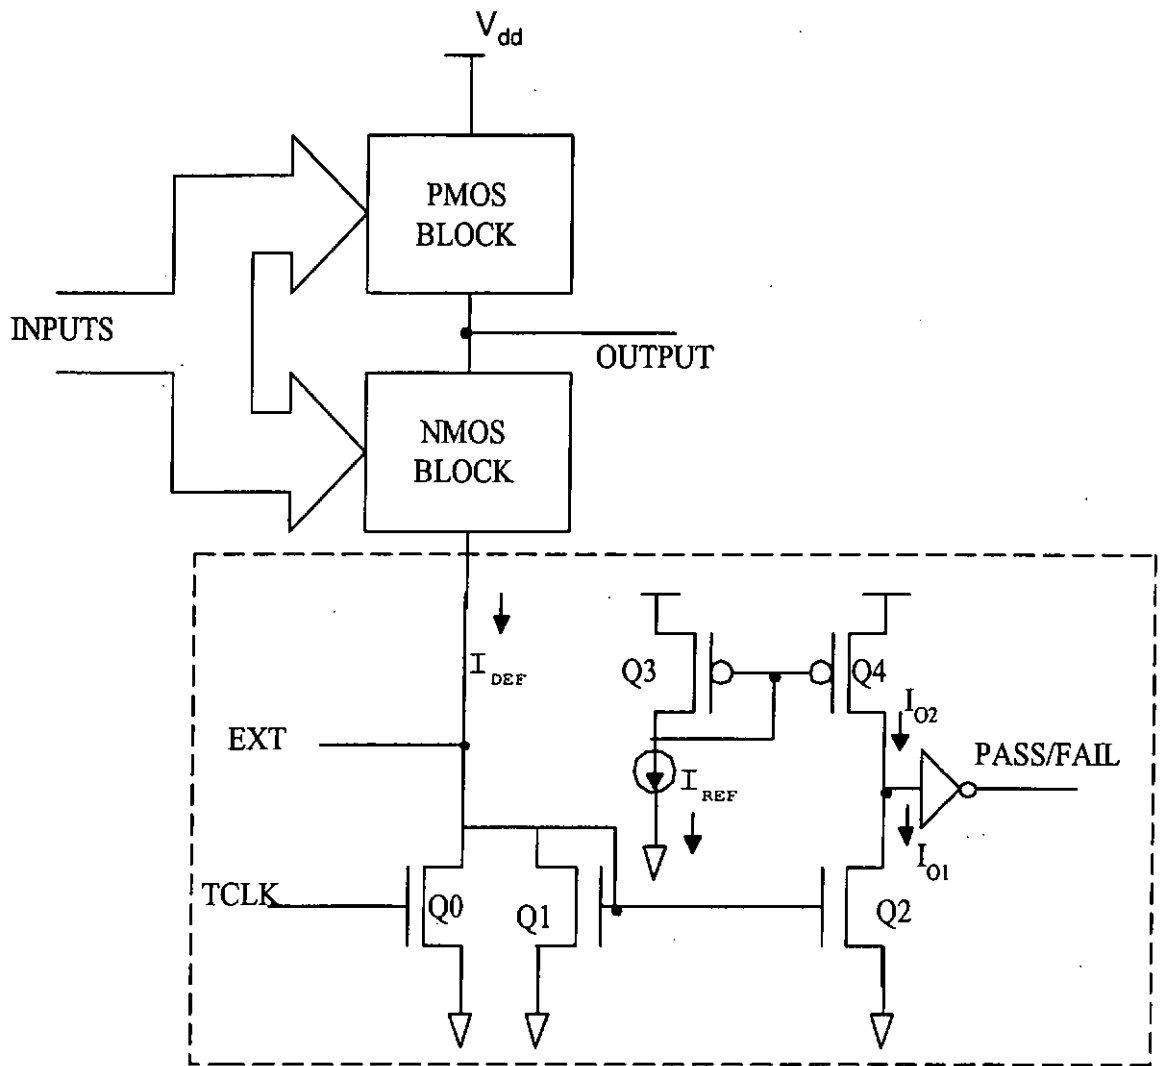 Vdd
PMOS
BLOCK
INPUTS
OUTPUT
NMOS
BLOCK
IDEF
Q3
Q4
IO2
EXT
PASS/FAIL
IREF
IO1
TCLK
Q0
Q1
Q2